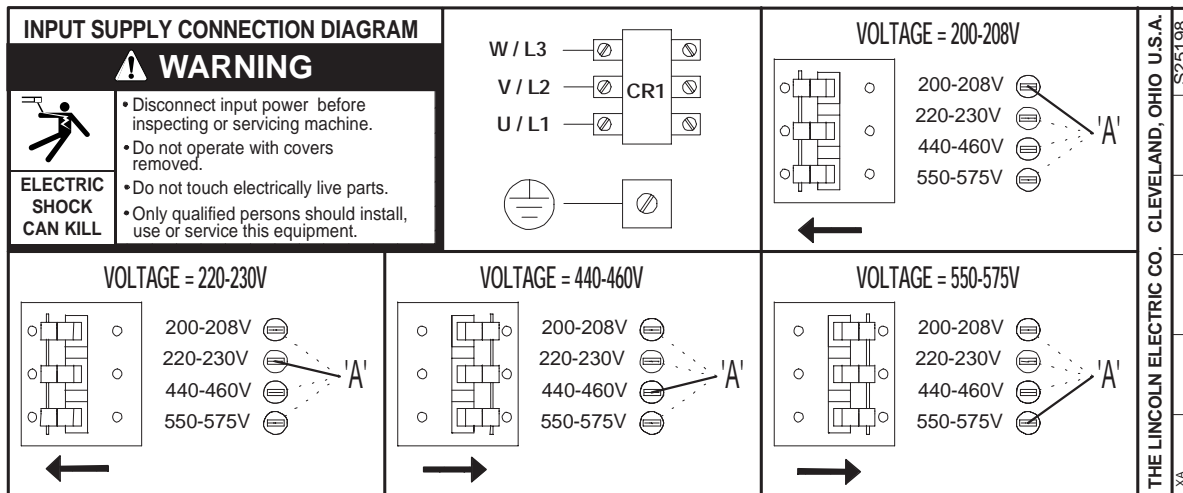 INPUT SUPPLY CONNECTION DIAGRAM
WARNING
ELECTRIC
SHOCK
CAN KILL
• Disconnect input power before
inspecting or servicing machine.
• Do not operate with covers
removed.
• Do not touch electrically live parts.
• Only qualified persons should install,
use or service this equipment.
W / L3
V / L2
U / L1
CR1
VOLTAGE = 200-208V
200-208V
220-230V
440-460V
550-575V
'A'
VOLTAGE = 220-230V
200-208V
220-230V
440-460V
550-575V
'A'
VOLTAGE = 440-460V
200-208V
220-230V
440-460V
550-575V
'A'
VOLTAGE = 550-575V
200-208V
220-230V
440-460V
550-575V
'A'
THE LINCOLN ELECTRIC CO. CLEVELAND, OHIO U.S.A.
S25198
XA